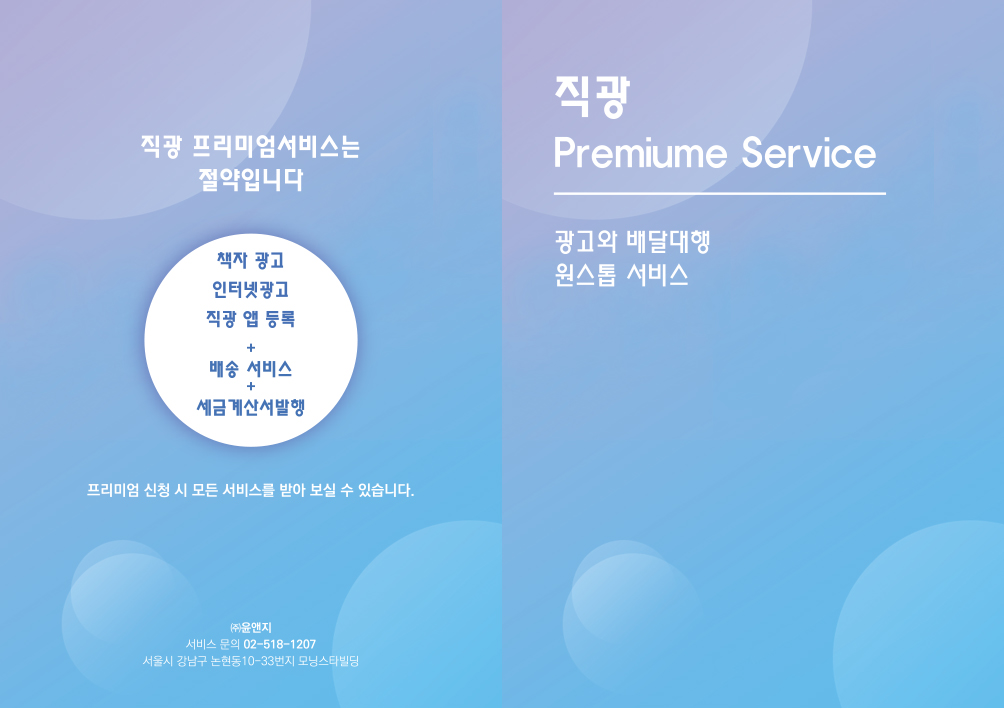 직광 프리미엄서비스는
절약입니다
책자 광고
인터넷광고
직광 앱 등록
+
배송 서비스
+
세금계산서발행
프리미엄 신청 시 모든 서비스를 받아 보실 수 있습니다.
㈜윤앤지
서비스 문의 02-518-1207
서울시 강남구 논현동10-33번지 모닝스타빌딩
직광
Premiume Service
광고와 배달대행
원스톱 서비스